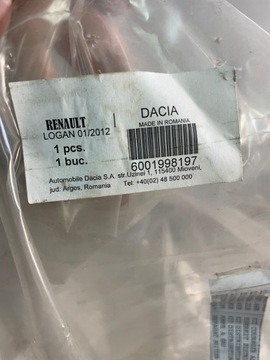 RENAULT | DACIA
LOGAN 01/2012 MADE IN ROMANIA
1 pcs.
1 buc.
6001998197
Automobile Dacia S.A. str.Uzinei 1, 115400 Mioveni,
jud. Arges, Romania Tel: +40(02) 48 500 000